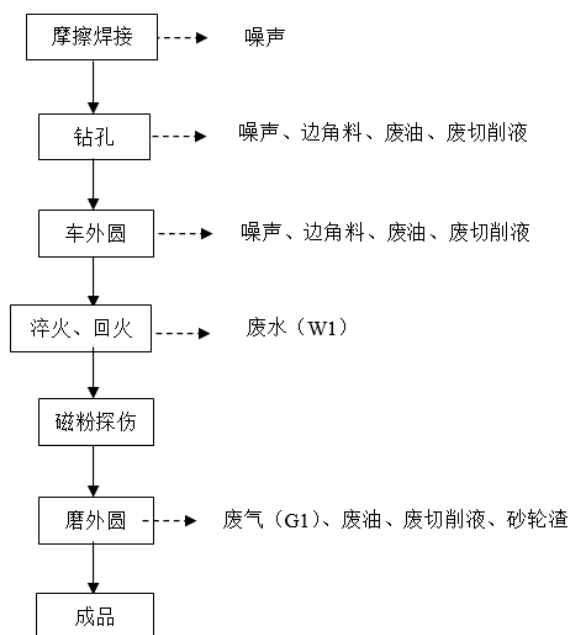 摩擦焊接
噪声
钻孔
噪声、边角料、废油、废切削液
车外圆
噪声、边角料、废油、废切削液
淬火、回火
废水（W1）
磁粉探伤
磨外圆
废气（G1）、废油、废切削液、砂轮渣
成品